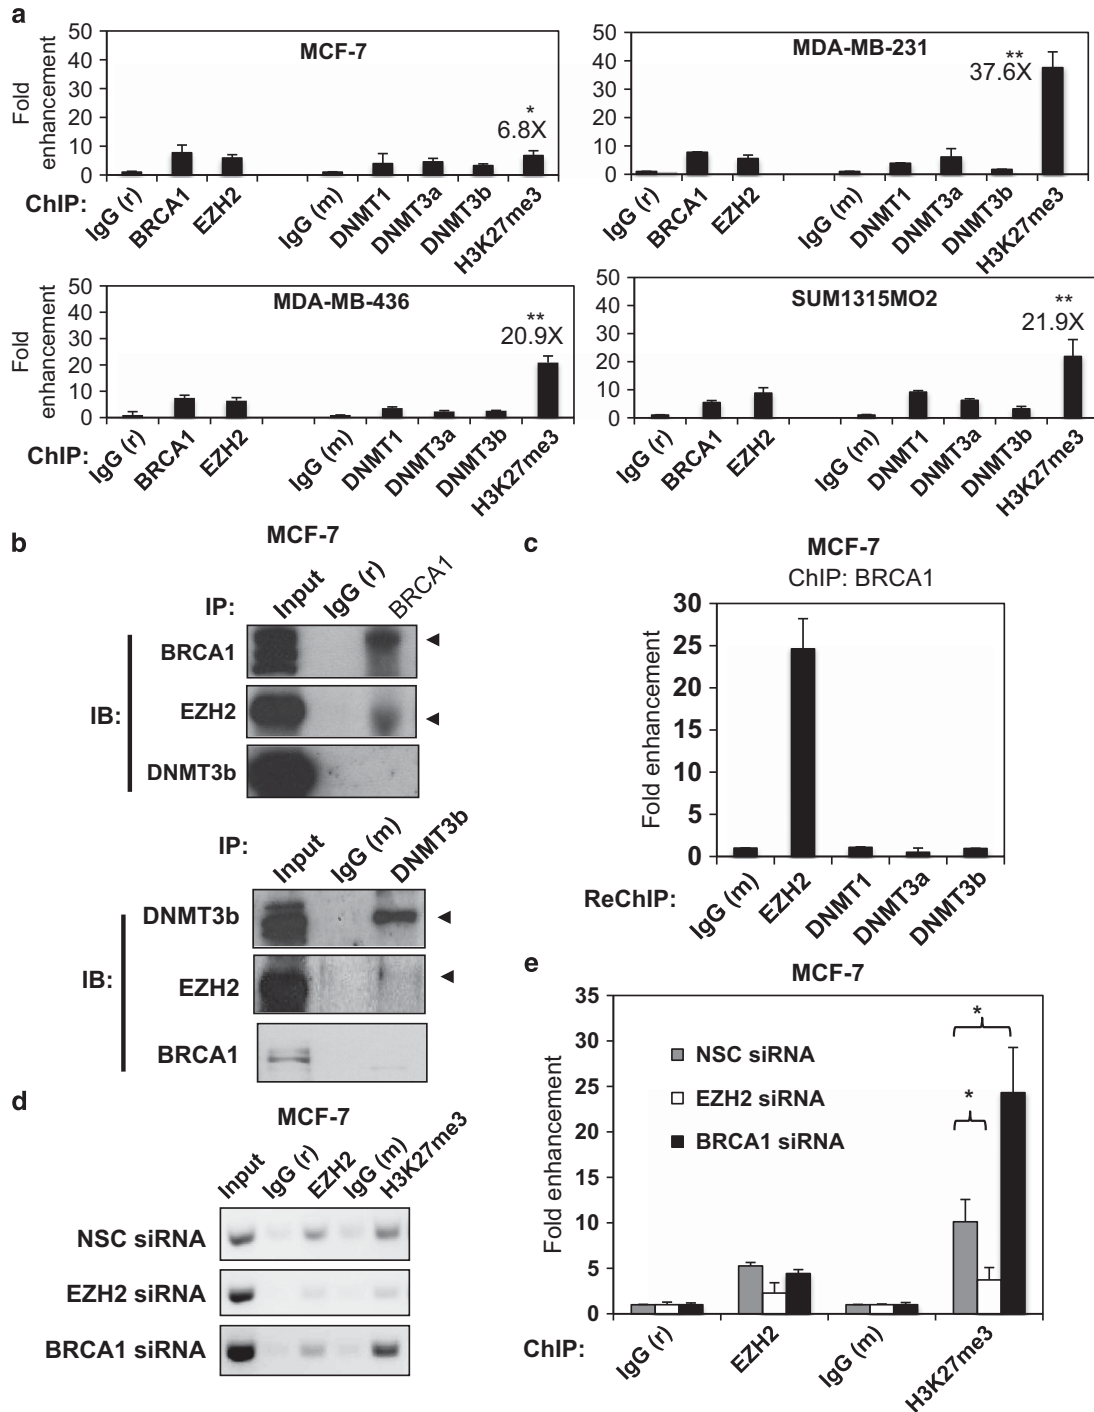 a
MCF-7
Fold enhancement
50
40
30
20
10
0
*
6.8X
ChIP:
IgG (r)
BRCA1
EZH2
IgG (m)
DNMT1
DNMT3a
DNMT3b
H3K27me3
MDA-MB-231
50
40
30
20
10
0
**
37.6X
IgG (r)
BRCA1
EZH2
IgG (m)
DNMT1
DNMT3a
DNMT3b
H3K27me3
MDA-MB-436
Fold enhancement
50
40
30
20
10
0
**
20.9X
ChIP:
IgG (r)
BRCA1
EZH2
IgG (m)
DNMT1
DNMT3a
DNMT3b
H3K27me3
SUM1315MO2
50
40
30
20
10
0
**
21.9X
IgG (r)
BRCA1
EZH2
IgG (m)
DNMT1
DNMT3a
DNMT3b
H3K27me3
b
MCF-7
IP:
Input
IgG (r)
BRCA1
IB:
BRCA1
EZH2
DNMT3b
IP:
Input
IgG (m)
DNMT3b
IB:
DNMT3b
EZH2
BRCA1
c
MCF-7
ChIP: BRCA1
Fold enhancement
30
25
20
15
10
5
0
ReChIP:
IgG (m)
EZH2
DNMT1
DNMT3a
DNMT3b
d
MCF-7
Input
IgG (r)
EZH2
IgG (m)
H3K27me3
NSC siRNA
EZH2 siRNA
BRCA1 siRNA
e
MCF-7
Fold enhancement
35
30
25
20
15
10
5
0
NSC siRNA
EZH2 siRNA
BRCA1 siRNA
*
*
ChIP:
IgG (r)
EZH2
IgG (m)
H3K27me3